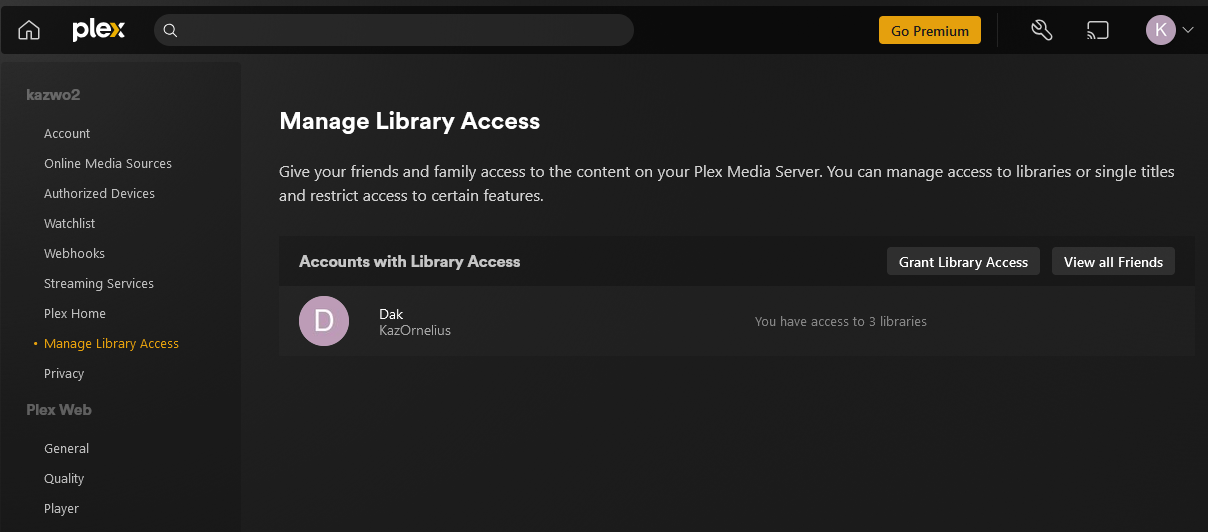 plex
Go Premium
K
kazwo2
Account
Online Media Sources
Authorized Devices
Watchlist
Webhooks
Streaming Services
Plex Home
Manage Library Access
Privacy
Plex Web
General
Quality
Player
Manage Library Access
Give your friends and family access to the content on your Plex Media Server. You can manage access to libraries or single titles
and restrict access to certain features.
Accounts with Library Access
Grant Library Access
View all Friends
D
Dak
KazOrnelius
You have access to 3 libraries